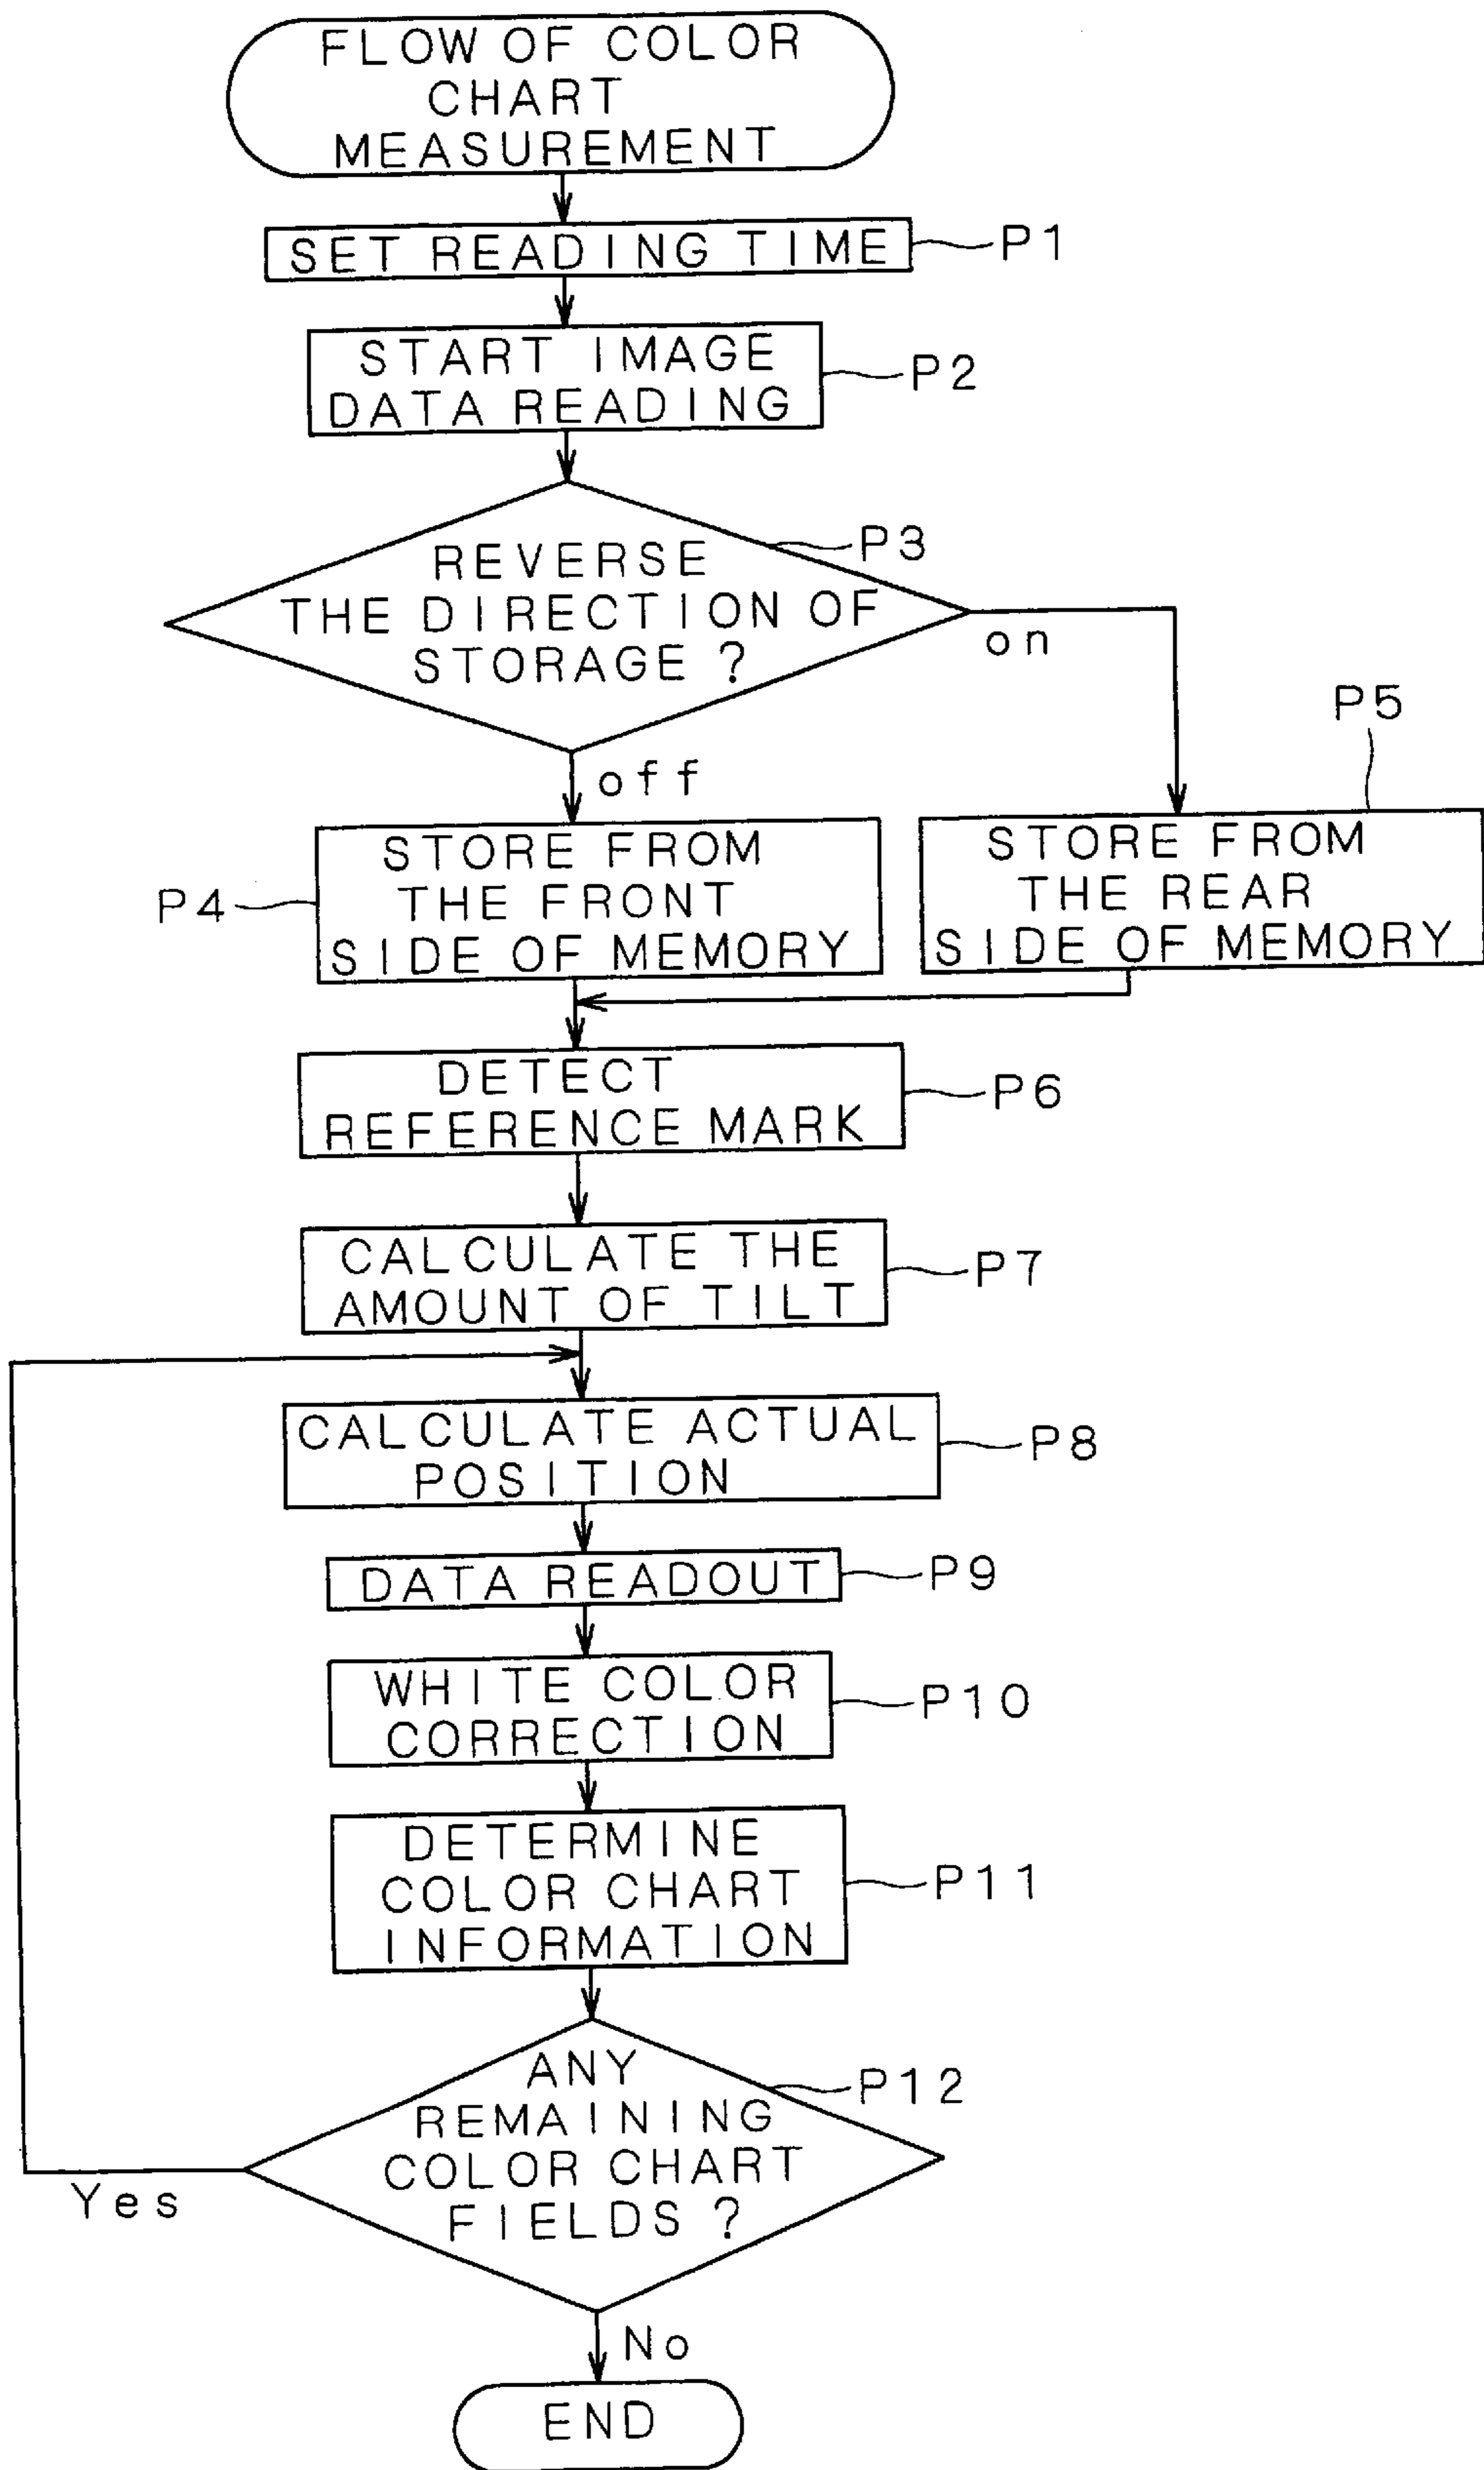 FLOW OF COLOR
CHART
MEASUREMENT
SET READING TIME
P1
START IMAGE
DATA READING
P2
P3
REVERSE
THE DIRECTION OF
STORAGE ?
on
off
P5
STORE FROM
THE FRONT
SIDE OF MEMORY
P4
STORE FROM
THE REAR
SIDE OF MEMORY
DETECT
REFERENCE MARK
P6
CALCULATE THE
AMOUNT OF TILT
P7
CALCULATE ACTUAL
POSITION
P8
DATA READOUT
P9
WHITE COLOR
CORRECTION
P10
DETERMINE
COLOR CHART
INFORMATION
P11
ANY
REMAINING
COLOR CHART
FIELDS ?
P12
Yes
No
END